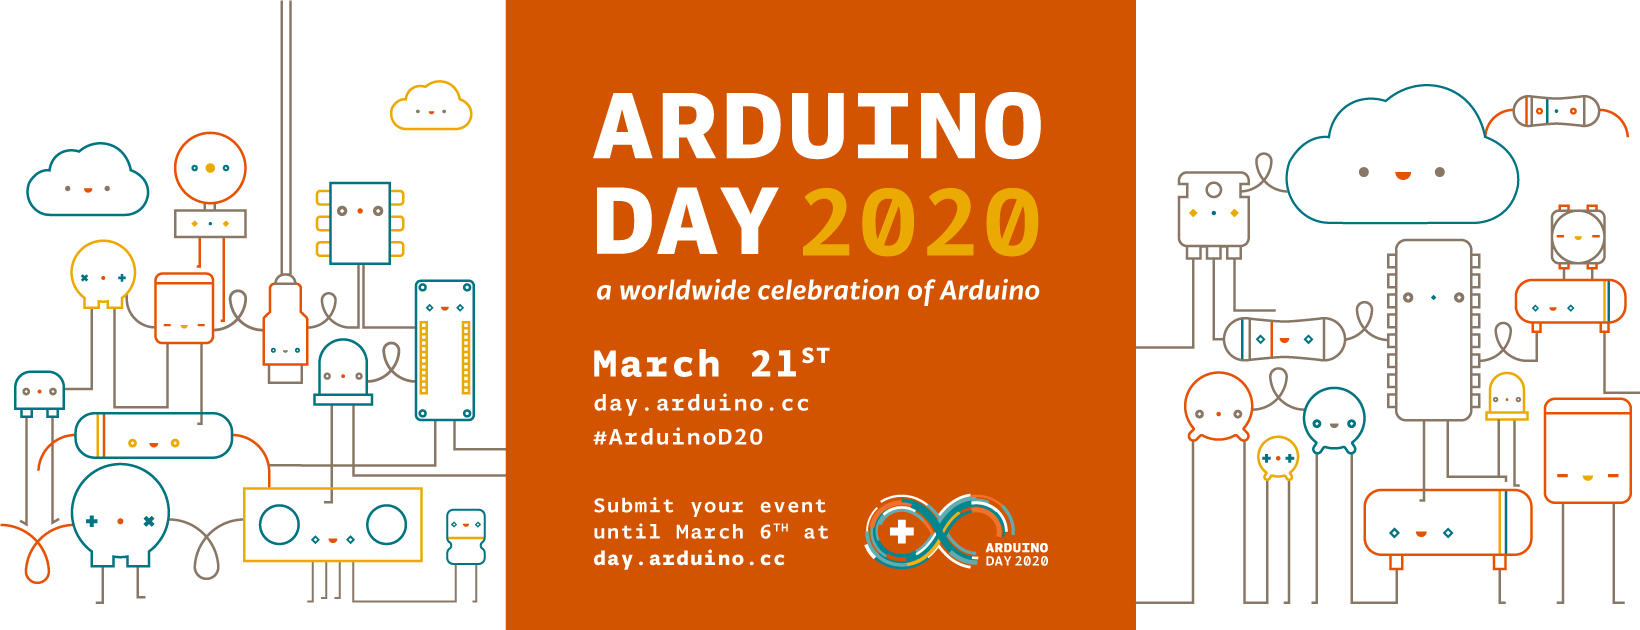 ARDUINO
DAY 2020
a worldwide celebration of Arduino
March 21ST
day.arduino.cc
#ArduinoD20
Submit your event
until March 6TH at
day.arduino.cc
ARDUINO
DAY 2020